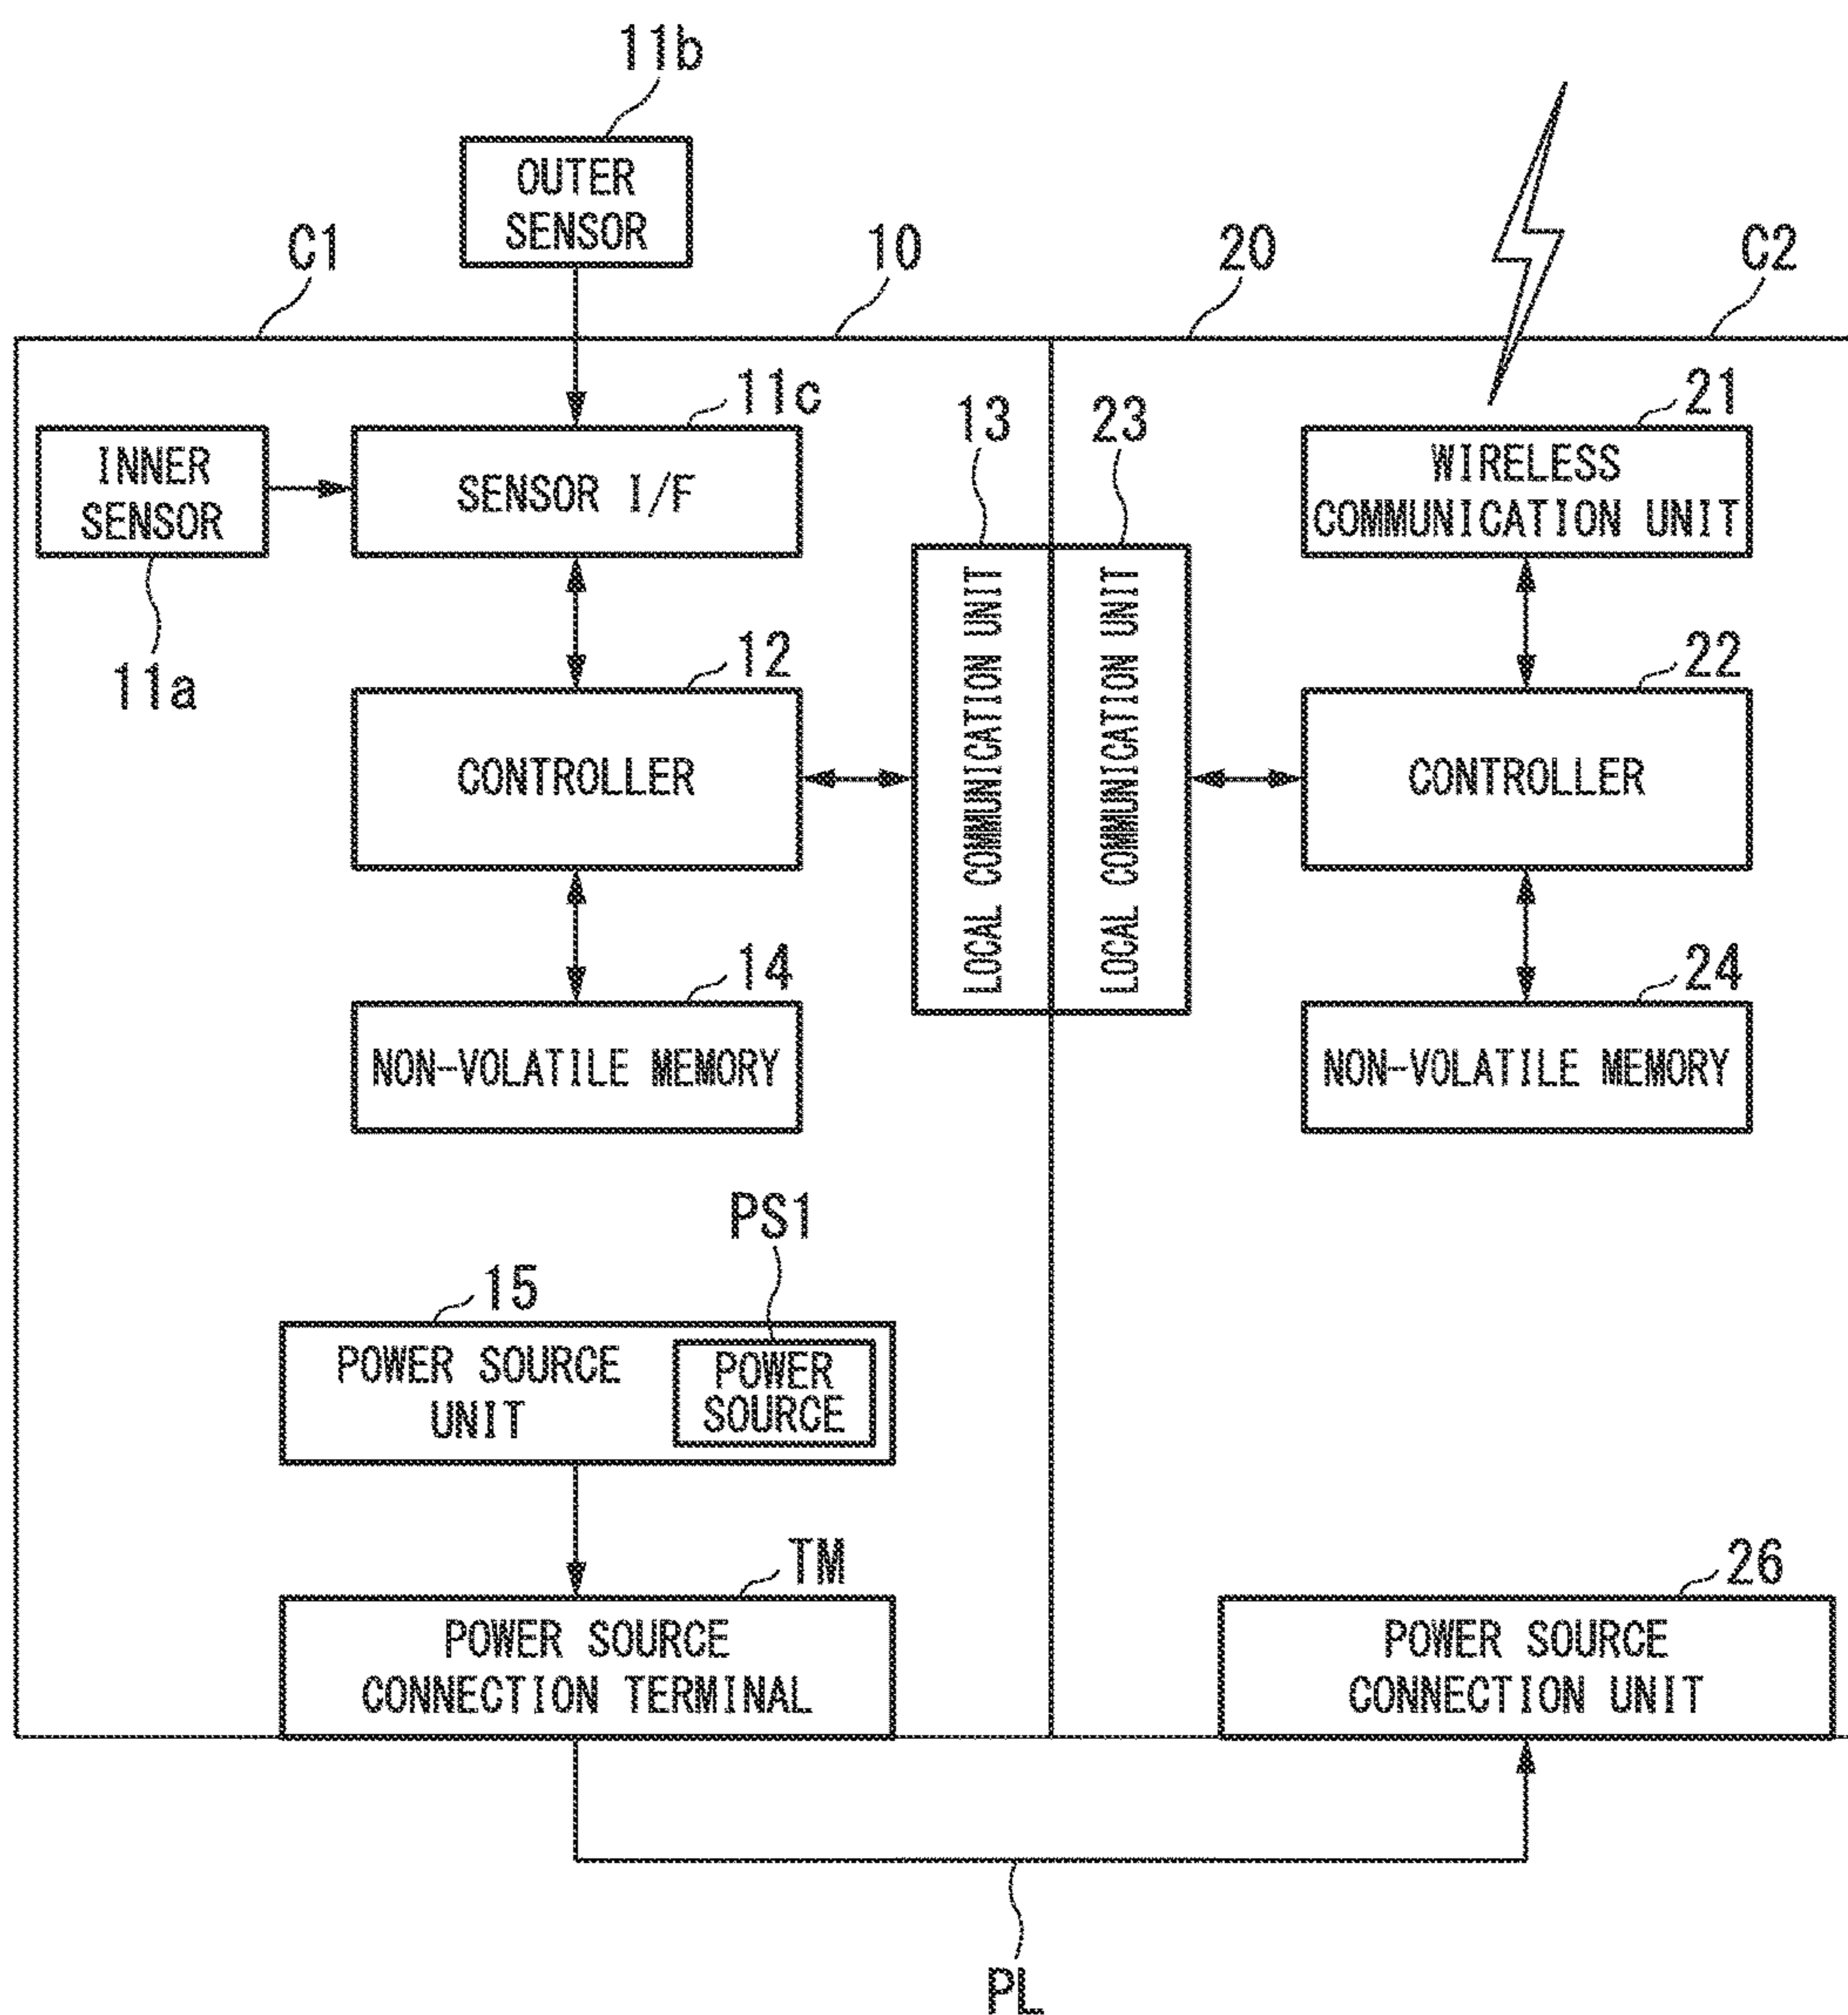 11b
OUTER
SENSOR
C1
10
20
C2
11c
13
23
21
INNER
SENSOR
SENSOR I/F
WIRELESS
COMMUNICATION UNIT
11a
12
LOCAL COMMUNICATION UNIT
LOCAL COMMUNICATION UNIT
22
CONTROLLER
CONTROLLER
14
24
NON-VOLATILE MEMORY
NON-VOLATILE MEMORY
PS1
15
POWER SOURCE
UNIT
POWER
SOURCE
TM
26
POWER SOURCE
CONNECTION TERMINAL
POWER SOURCE
CONNECTION UNIT
PL